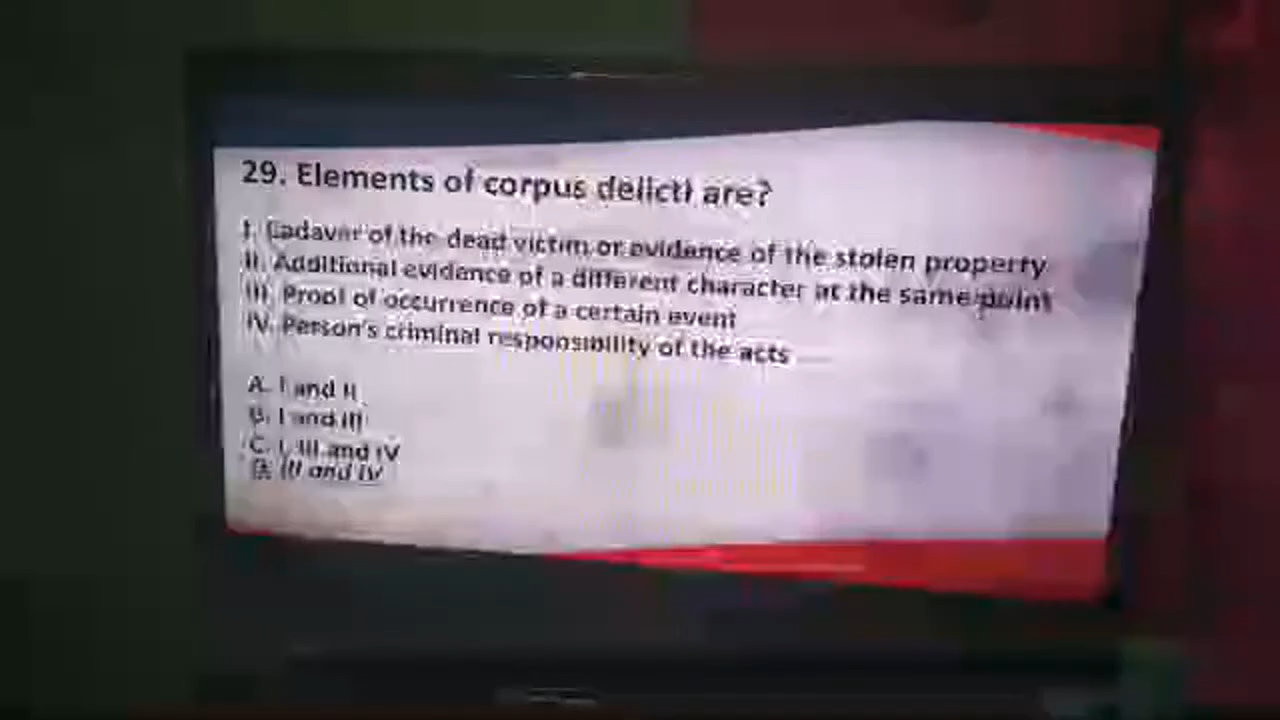 29. Elements of corpus delicti are?
I. Cadaver of the dead victim or evidence of the stolen property
II. Additional evidence of a different character at the same point
III. Proof of occurrence of a certain event
IV. Person's criminal responsibility of the acts
A. I and II
B. I and III
C. I, III and IV
D. III and IV